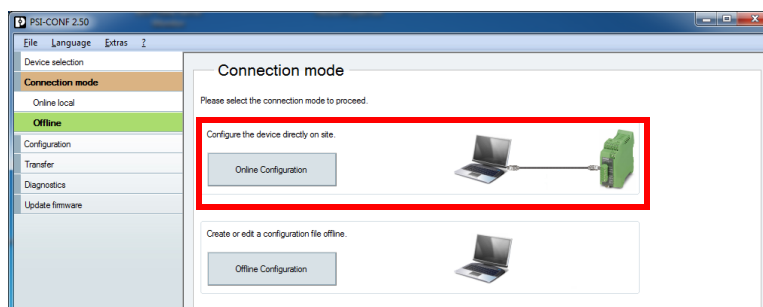 PSI-CONF 2.50
File Language Extras ?
Device selection
Connection mode
Online local
Offline
Configuration
Transfer
Diagnostics
Update firmware
Connection mode
Please select the connection mode to proceed.
Configure the device directly on site.
Online Configuration
Create or edit a configuration file offline.
Offline Configuration